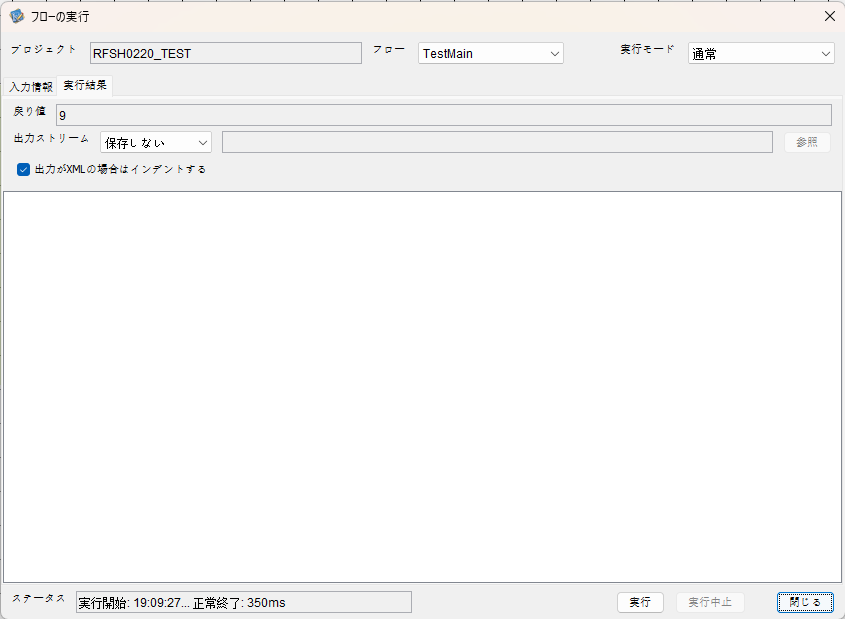 フローの実行
プロジェクト RFSH0220_TEST フロー TestMain 実行モード 通常
入力情報 実行結果
戻り値 9
出力ストリーム 保存しない 参照
出力がXMLの場合はインデントする
ステータス 実行開始: 19:09:27... 正常終了: 350ms 実行 実行中止 閉じる